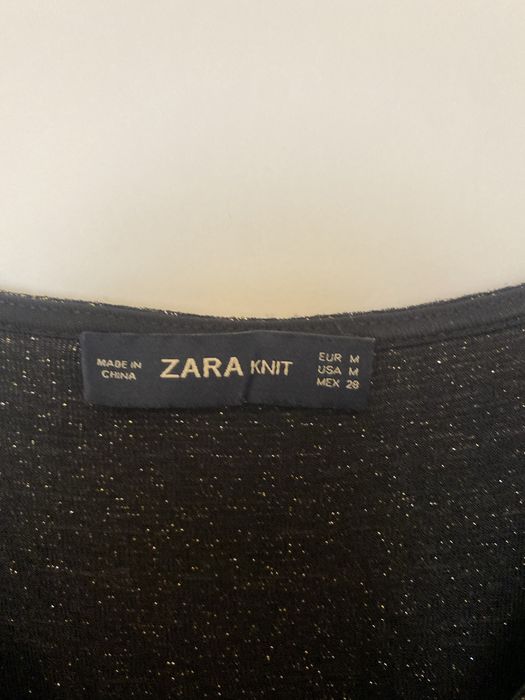 MADE IN
CHINA
ZARA KNIT
EUR M
USA M
MEX 28